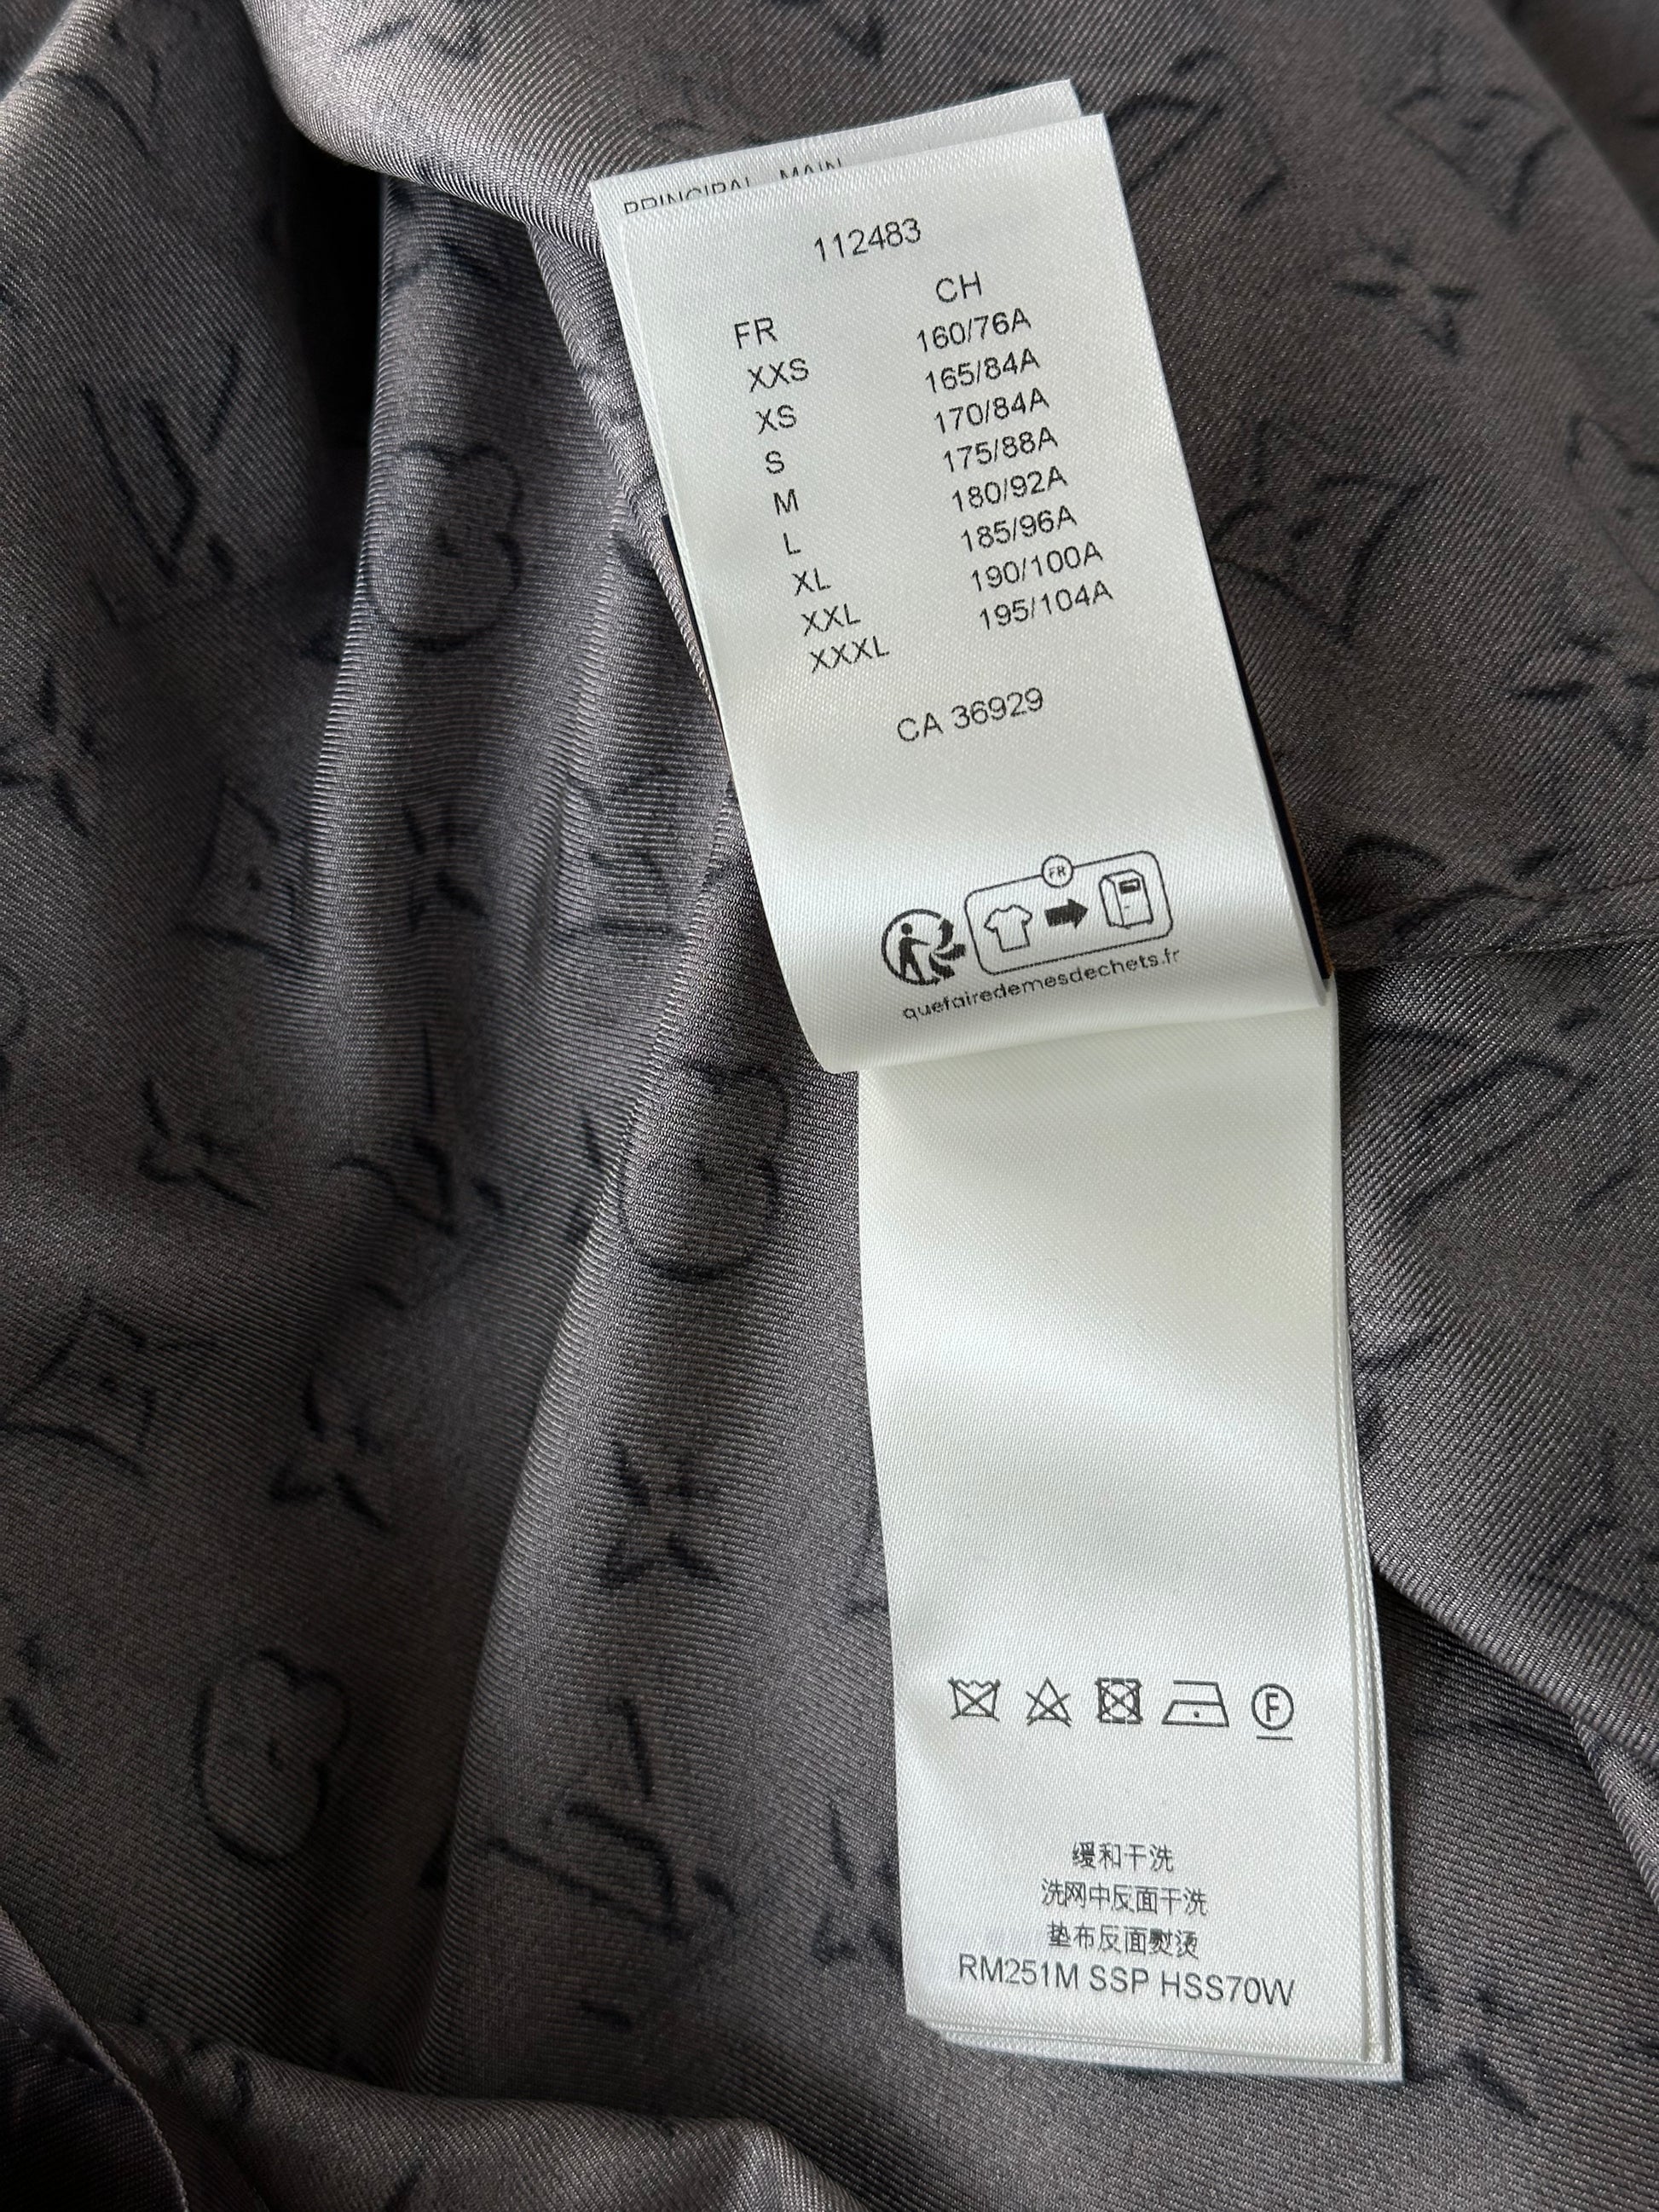 PRINCIPAL MAIN
112483
FR CH
XXS 160/76A
XS 165/84A
S 170/84A
M 175/88A
L 180/92A
XL 185/96A
XXL 190/100A
XXXL 195/104A
CA 36929
FR
quefairedemesdechets.fr
F
缓和干洗
洗网中反面干洗
垫布反面熨烫
RM251M SSP HSS70W